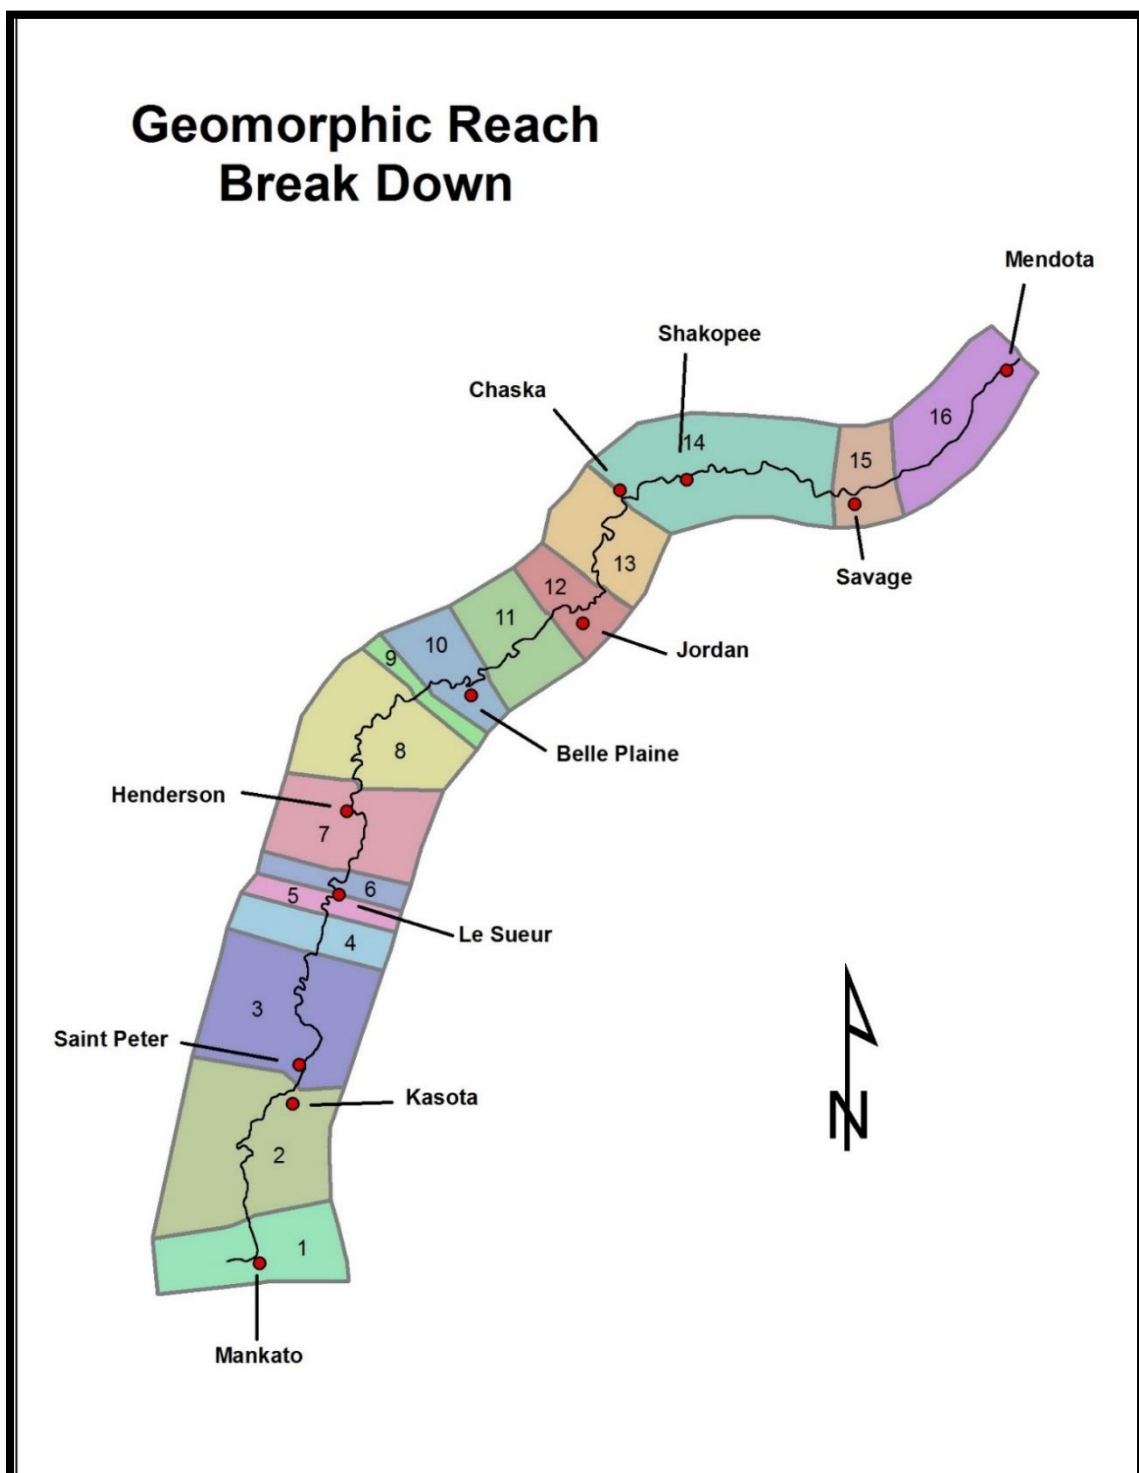 Geomorphic Reach
Break Down
Mendota
Shakopee
Chaska
16
14
15
Savage
13
12
11
Jordan
10
9
8
Belle Plaine
Henderson
7
6
5
Le Sueur
4
3
Saint Peter
Kasota
2
1
Mankato
N